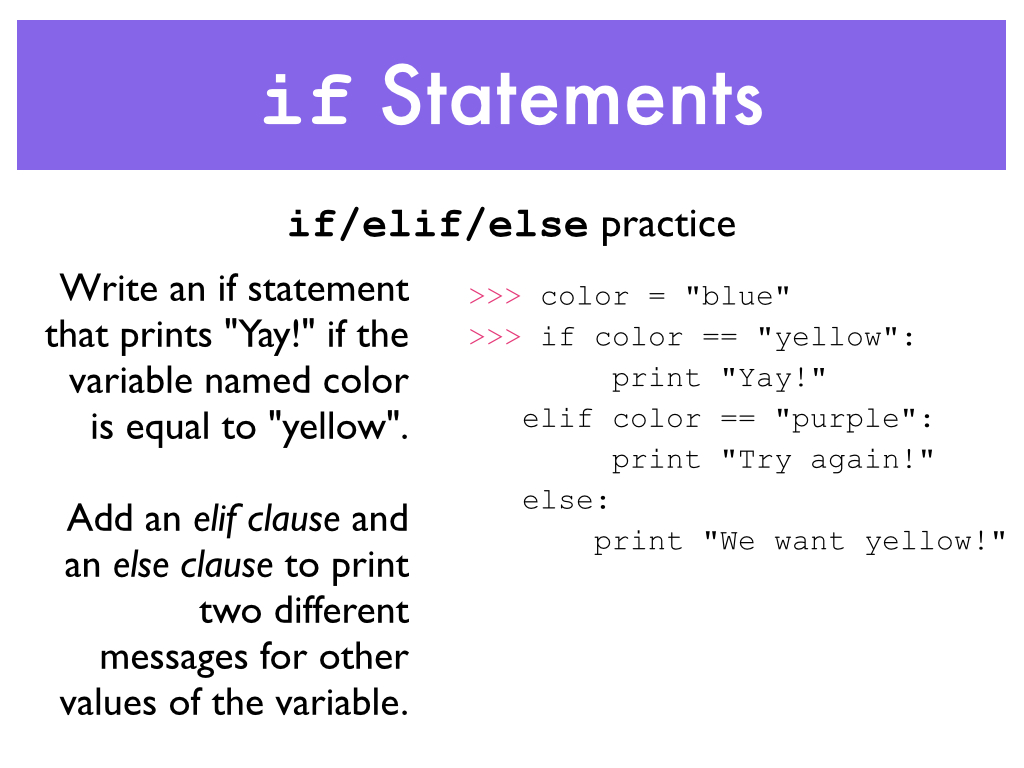 if Statements
if/elif/else practice
Write an if statement
that prints "Yay!" if the
variable named color
is equal to "yellow".
Add an elif clause and
an else clause to print
two different
messages for other
values of the variable.
>>> color = "blue"
>>> if color == "yellow":
        print "Yay!"
   elif color == "purple":
        print "Try again!"
   else:
       print "We want yellow!"